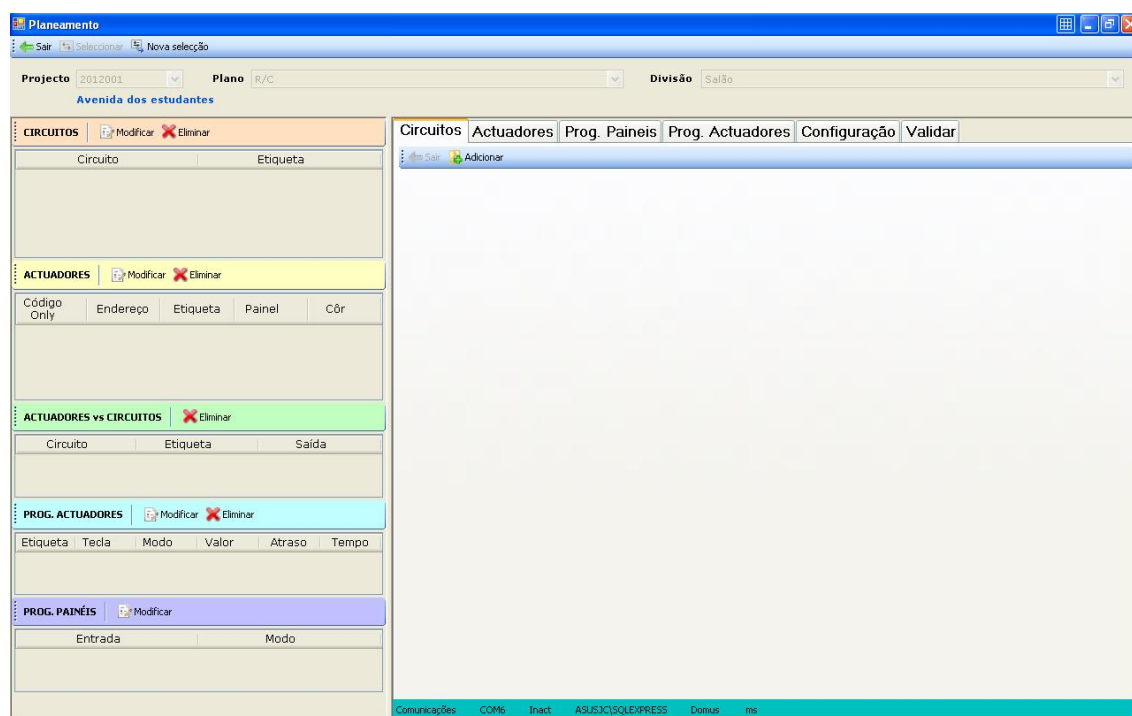 Planeamento
Sair Seleccionar Nova selecção
Projecto 2012001 Plano R/C Divisão Salão
Avenida dos estudantes
CIRCUITOS Modificar Eliminar
Circuito Etiqueta
ACTUADORES Modificar Eliminar
Código Only Endereço Etiqueta Painel Côr
ACTUADORES vs CIRCUITOS Eliminar
Circuito Etiqueta Saída
PROG. ACTUADORES Modificar Eliminar
Etiqueta Tecla Modo Valor Atraso Tempo
PROG. PAINÉIS Modificar
Entrada Modo
Circuitos Actuadores Prog. Paineis Prog. Actuadores Configuração Validar
Sair Adicionar
Comunicações COM6 Inact ASUSJC\SQLEXPRESS Domus ms